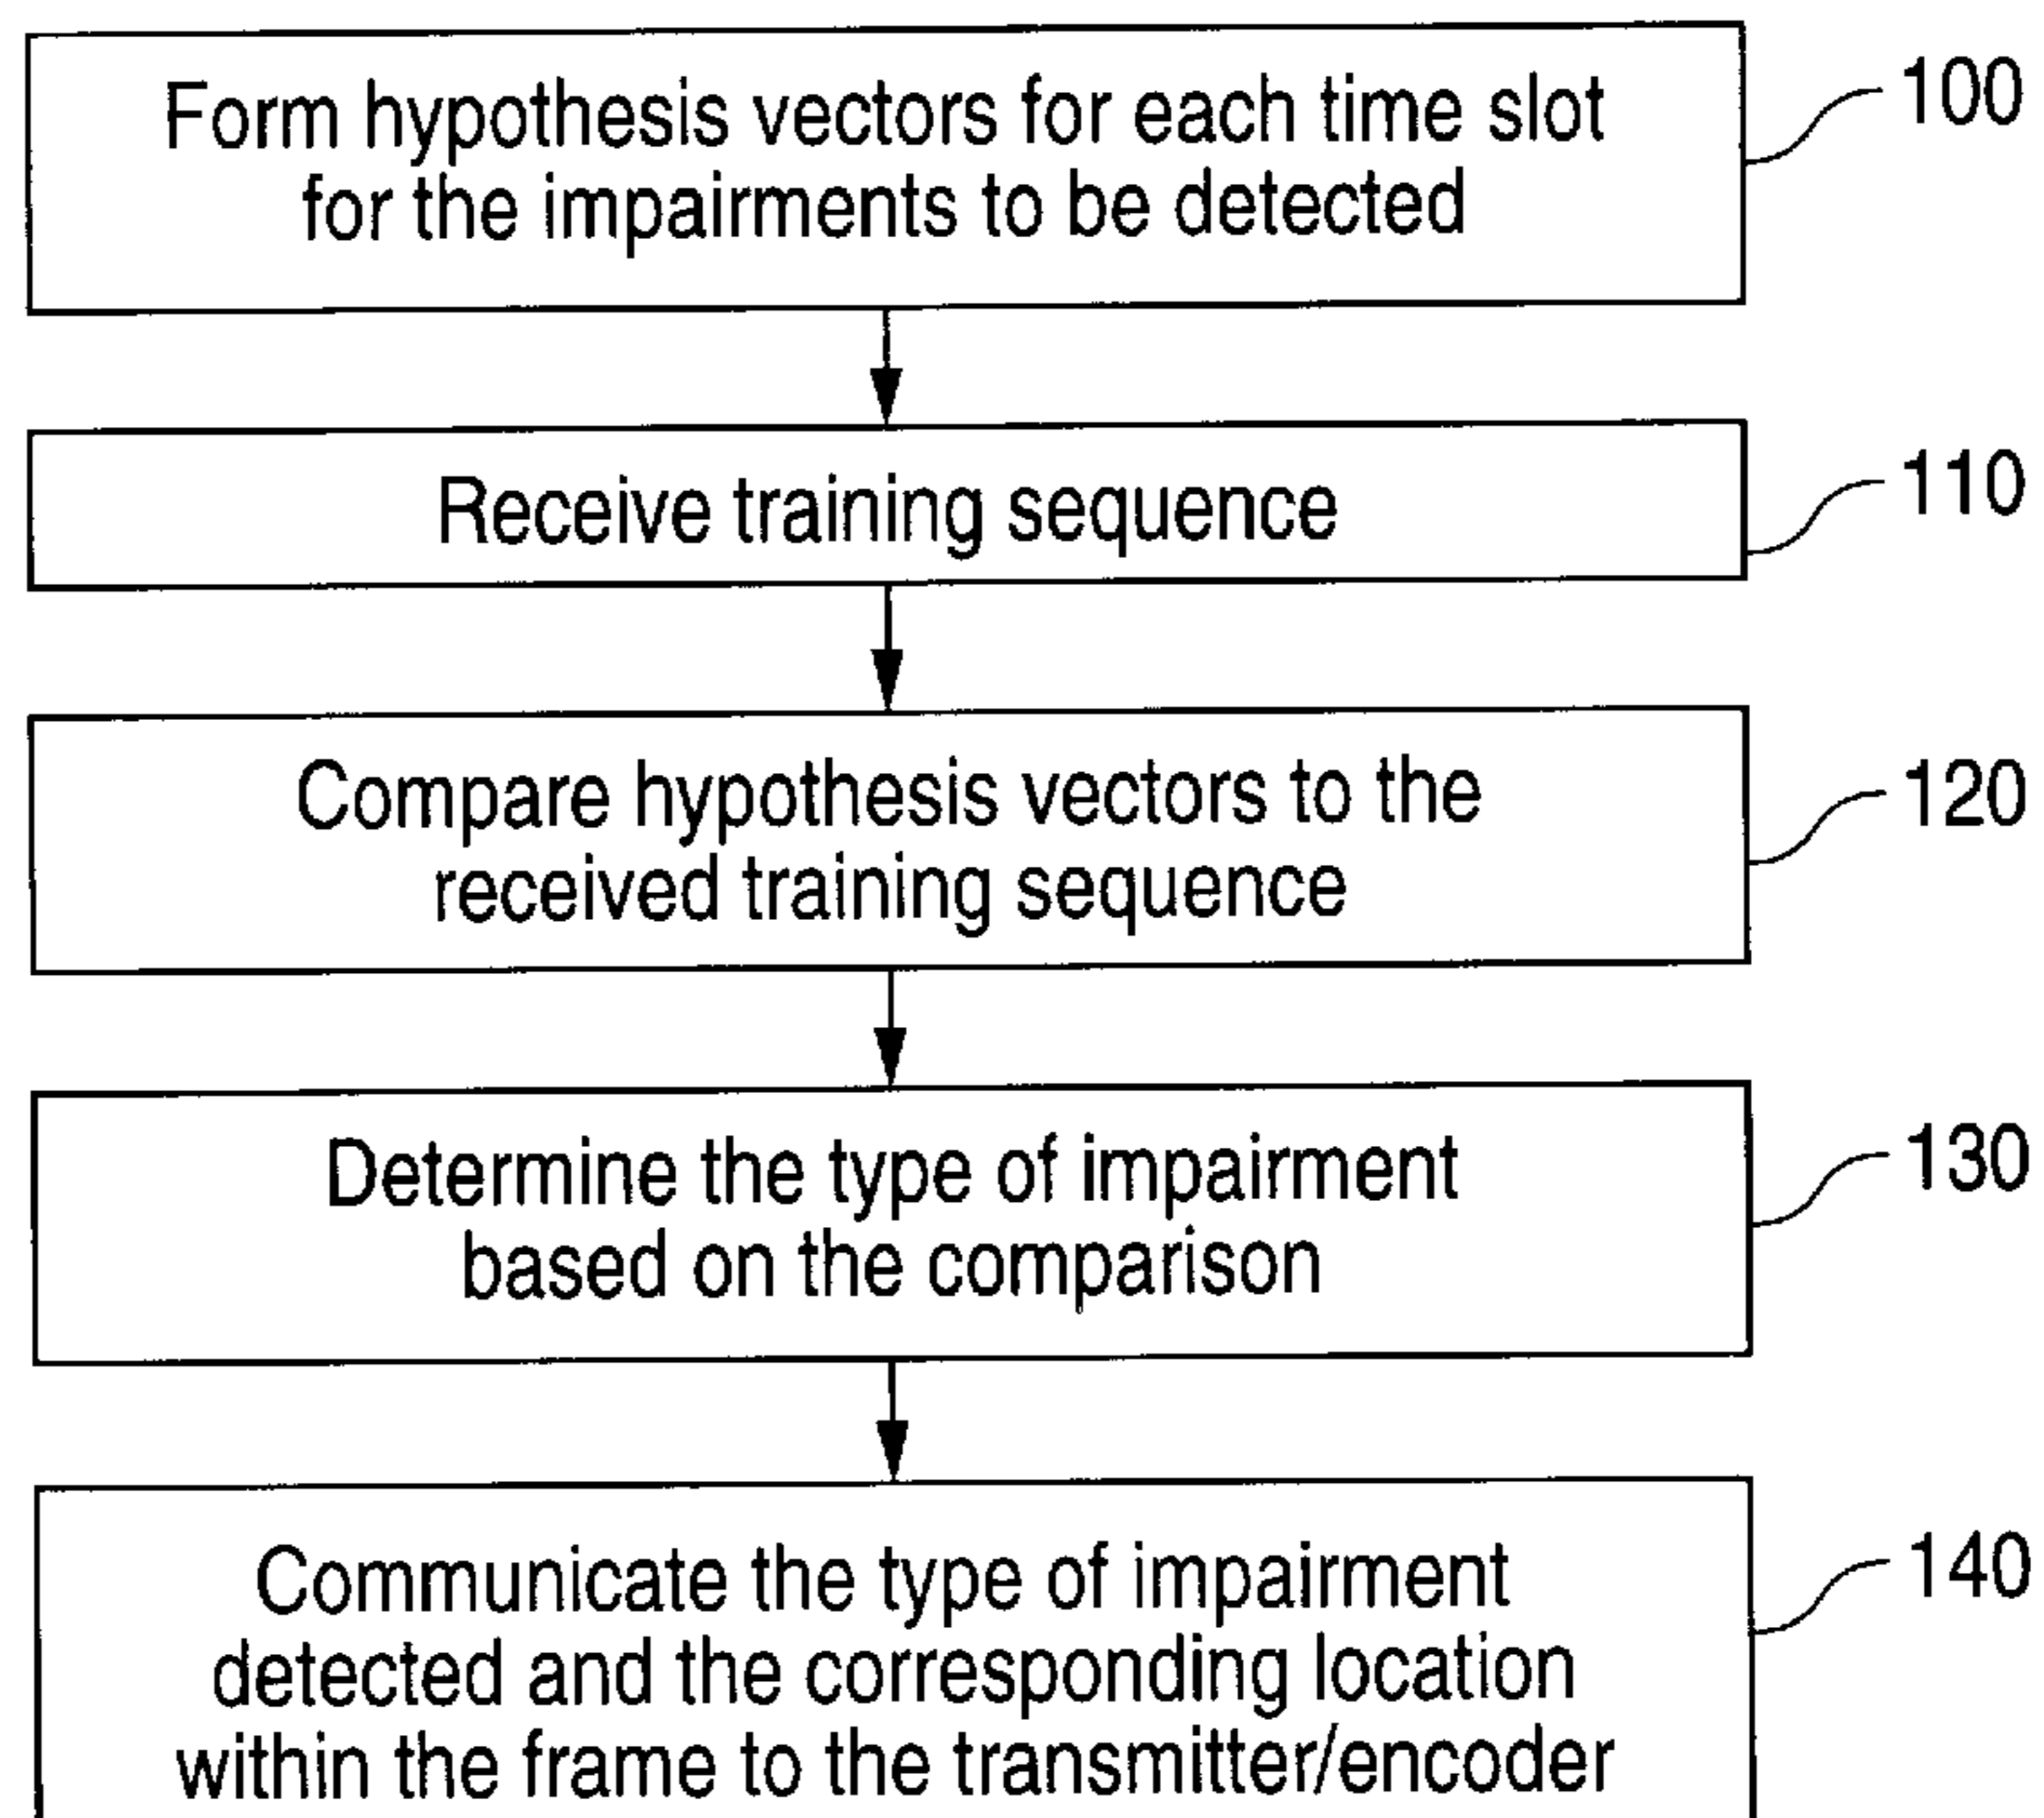 Form hypothesis vectors for each time slot
for the impairments to be detected
100
Receive training sequence
110
Compare hypothesis vectors to the
received training sequence
120
Determine the type of impairment
based on the comparison
130
Communicate the type of impairment
detected and the corresponding location
within the frame to the transmitter/encoder
140